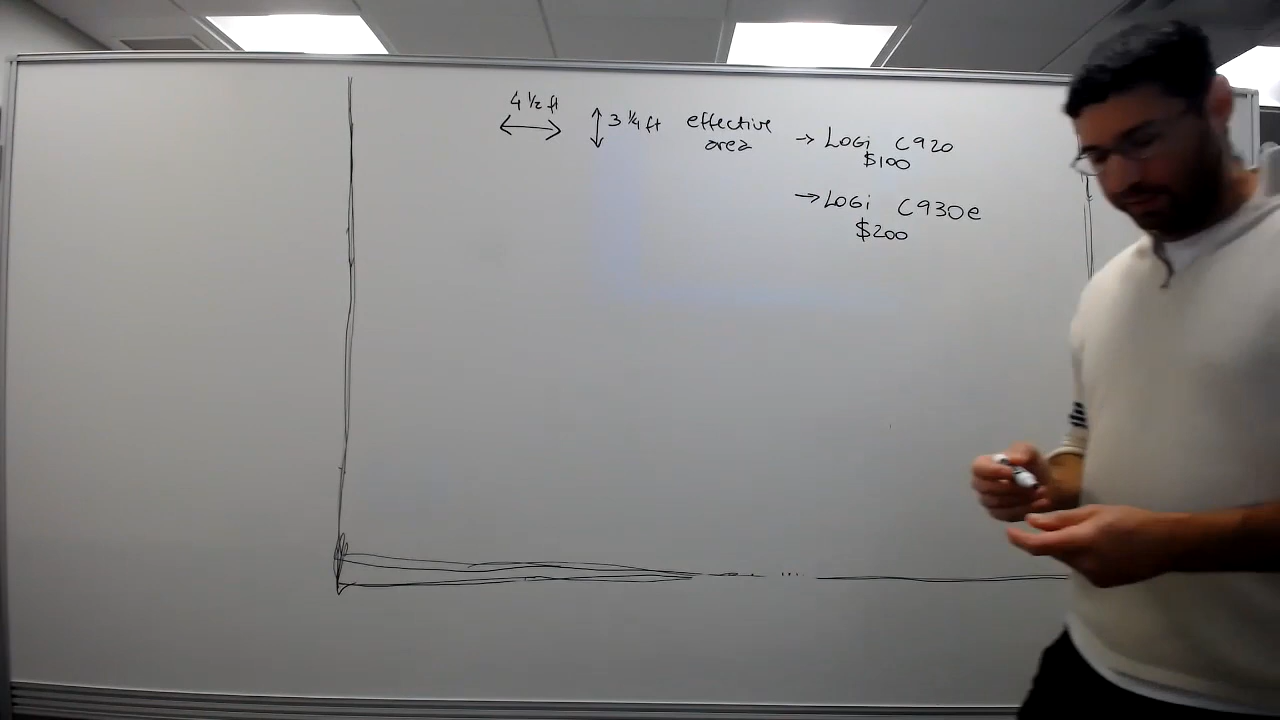 4 ½ ft
3 ¼ ft effective area
→ Logi C920
$100
→ Logi C930e
$200